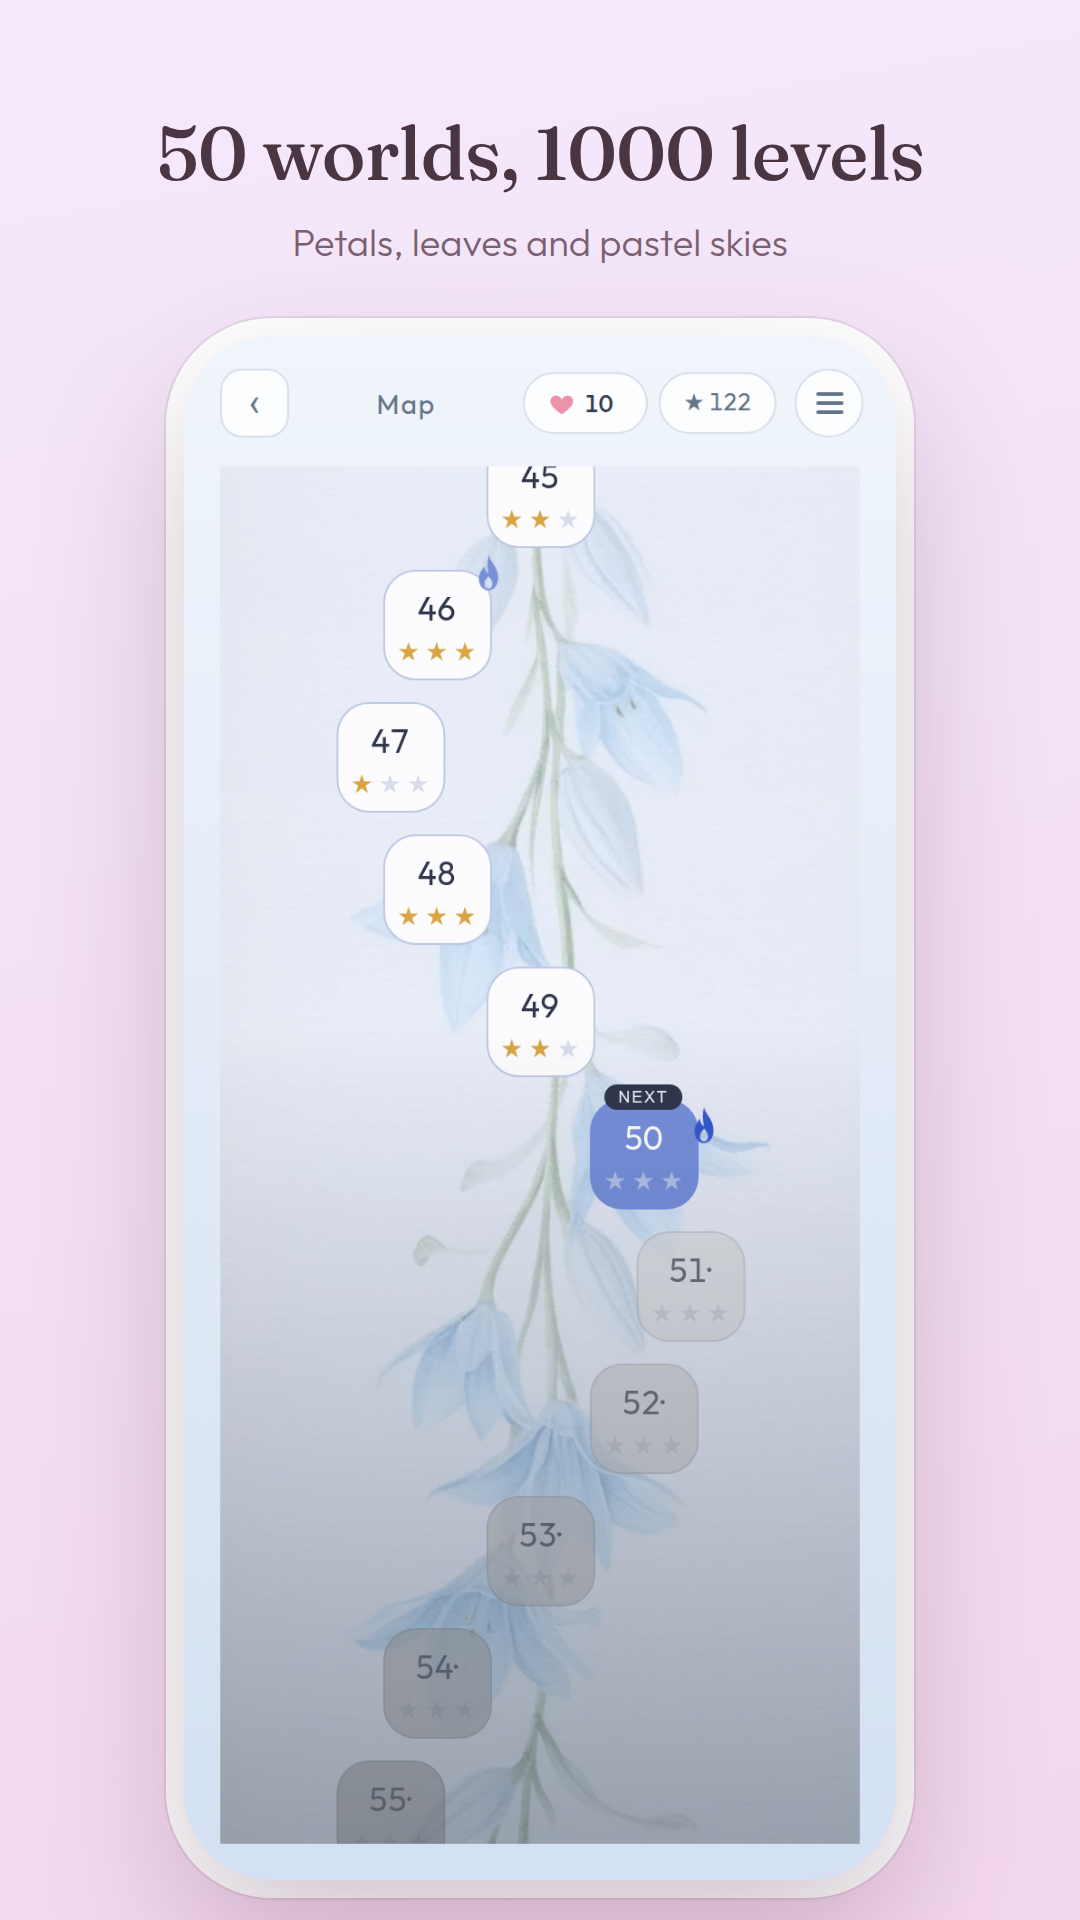 50 worlds, 1000 levels
Petals, leaves and pastel skies
‹ Map 10 ★ 122
45
★ ★ ★
46
★ ★ ★
47
★ ★ ★
48
★ ★ ★
49
★ ★ ★
NEXT
50
★ ★ ★
51·
★ ★ ★
52·
★ ★ ★
53·
★ ★ ★
54·
★ ★ ★
55·
★ ★ ★